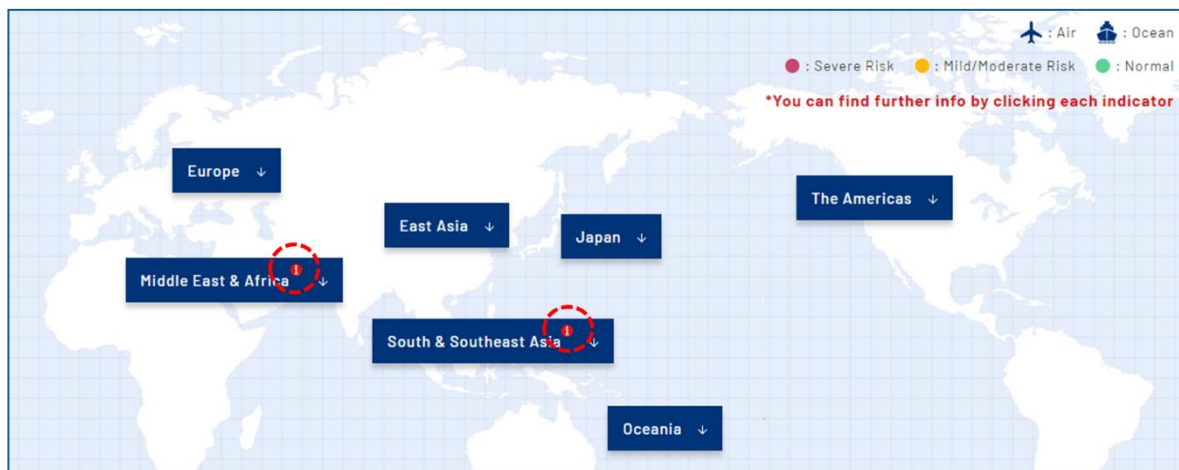 : Air : Ocean
: Severe Risk : Mild/Moderate Risk : Normal
*You can find further info by clicking each indicator
Europe ↓
The Americas ↓
East Asia ↓
Japan ↓
Middle East & Africa i ↓
South & Southeast Asia i ↓
Oceania ↓